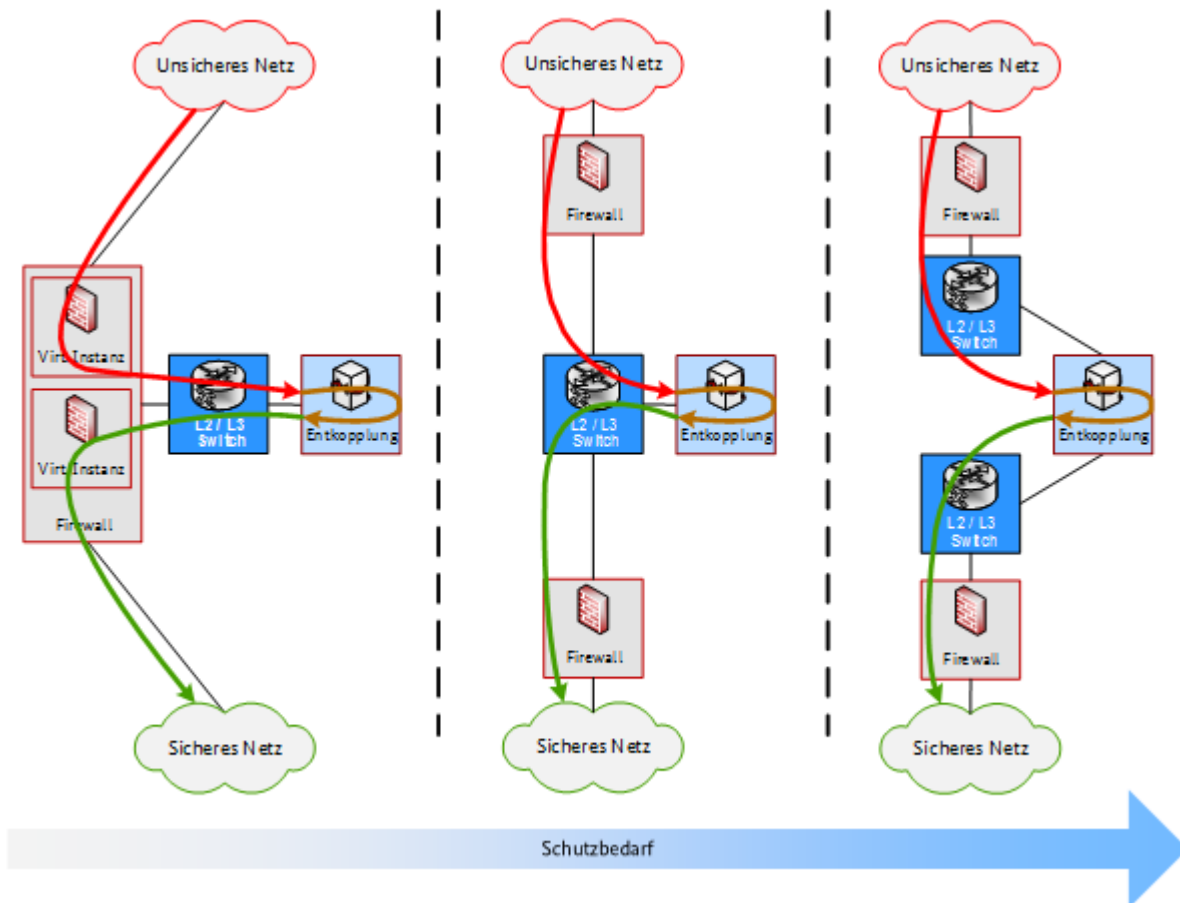 Unsicheres Netz
Virt. Instanz
Virt. Instanz
Firewall
L2 / L3
Switch
Entkopplung
Sicheres Netz
Unsicheres Netz
Firewall
L2 / L3
Switch
Entkopplung
Firewall
Sicheres Netz
Unsicheres Netz
Firewall
L2 / L3
Switch
Entkopplung
L2 / L3
Switch
Firewall
Sicheres Netz
Schutzbedarf